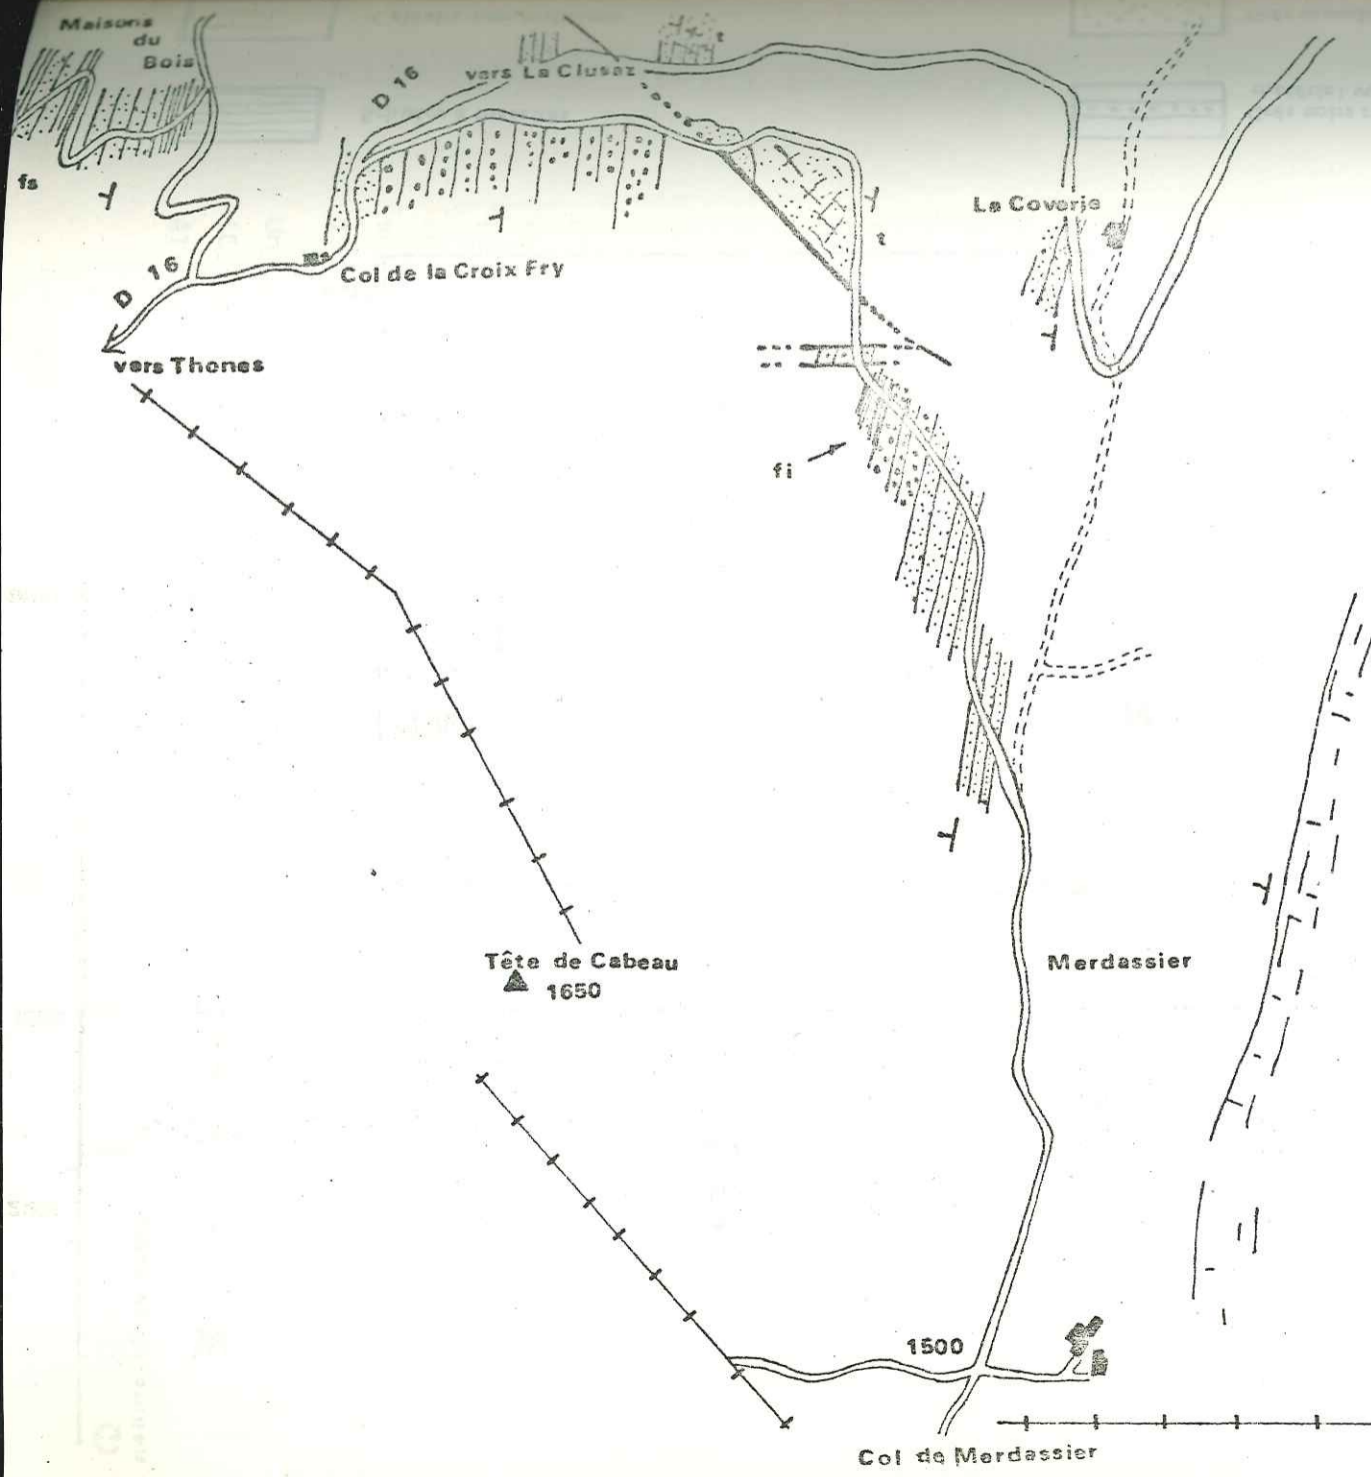 Maisons
du
Bois
D 16
vers La Clusaz
t
fs
La Coverie
t
D 16
Col de la Croix Fry
vers Thones
fi
Tête de Cabeau
1650
Merdassier
1500
Col de Merdassier